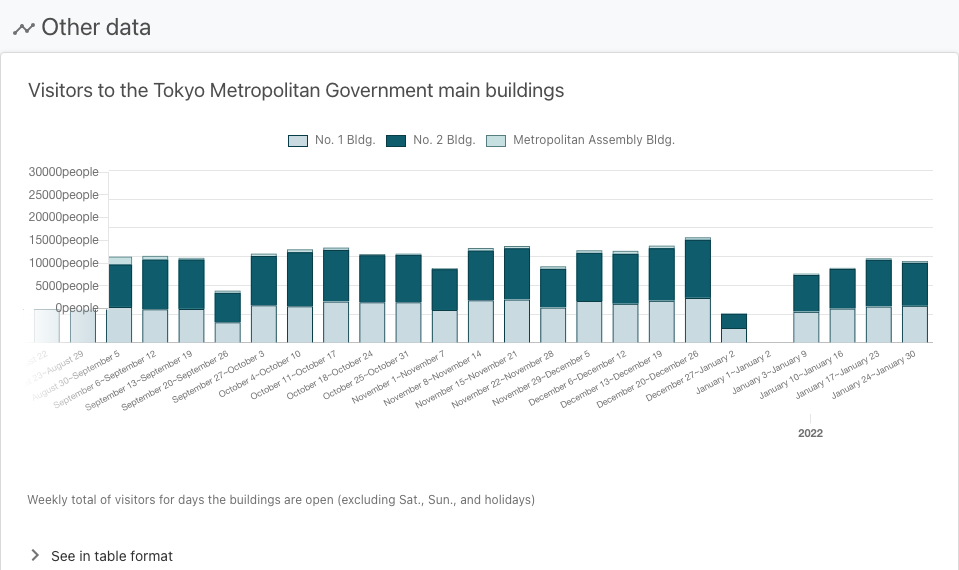 Other data
Visitors to the Tokyo Metropolitan Government main buildings
No. 1 Bldg. No. 2 Bldg. Metropolitan Assembly Bldg.
30000people
25000people
20000people
15000people
10000people
5000people
0people
22
~August 29
August 30~September 5
September 6~September 12
September 13~September 19
September 20~September 26
September 27~October 3
October 4~October 10
October 11~October 17
October 18~October 24
October 25~October 31
November 1~November 7
November 8~November 14
November 15~November 21
November 22~November 28
November 29~December 5
December 6~December 12
December 13~December 19
December 20~December 26
December 27~January 2
January 1~January 2
January 3~January 9
January 10~January 16
January 17~January 23
January 24~January 30
2022
Weekly total of visitors for days the buildings are open (excluding Sat., Sun., and holidays)
See in table format